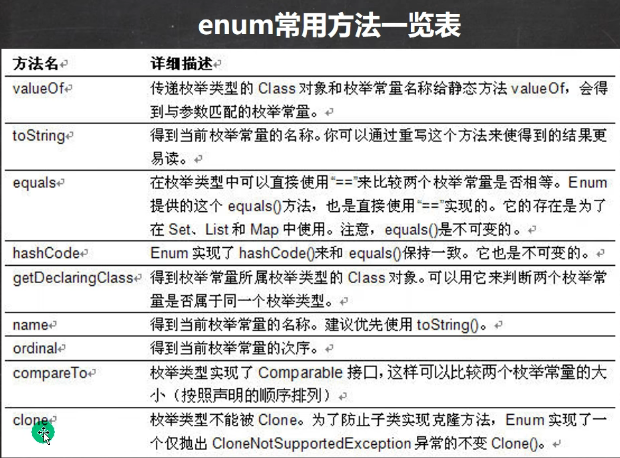 enum常用方法一览表
方法名 详细描述
valueOf 传递枚举类型的 Class 对象和枚举常量名称给静态方法 valueOf，会得
到与参数匹配的枚举常量。
toString 得到当前枚举常量的名称。你可以通过重写这个方法来使得到的结果更
易读。
equals 在枚举类型中可以直接使用“==”来比较两个枚举常量是否相等。Enum
提供的这个 equals()方法，也是直接使用“==”实现的。它的存在是为了
在 Set、List 和 Map 中使用。注意，equals()是不可变的。
hashCode Enum 实现了 hashCode()来和 equals()保持一致。它也是不可变的。
getDeclaringClass 得到枚举常量所属枚举类型的 Class 对象。可以用它来判断两个枚举常
量是否属于同一个枚举类型。
name 得到当前枚举常量的名称。建议优先使用 toString()。
ordinal 得到当前枚举常量的次序。
compareTo 枚举类型实现了 Comparable 接口，这样可以比较两个枚举常量的大
小（按照声明的顺序排列）
clone 枚举类型不能被 Clone。为了防止子类实现克隆方法，Enum 实现了一
个仅抛出 CloneNotSupportedException 异常的不变 Clone()。